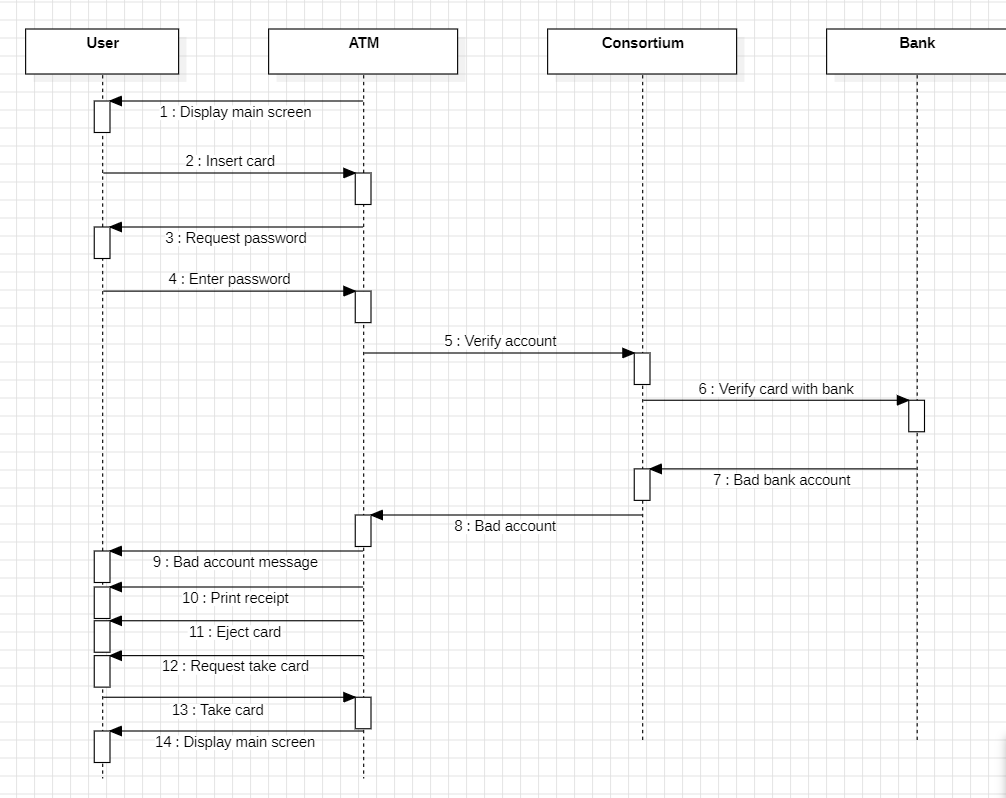 User
ATM
Consortium
Bank
1 : Display main screen
2 : Insert card
3 : Request password
4 : Enter password
5 : Verify account
6 : Verify card with bank
7 : Bad bank account
8 : Bad account
9 : Bad account message
10 : Print receipt
11 : Eject card
12 : Request take card
13 : Take card
14 : Display main screen